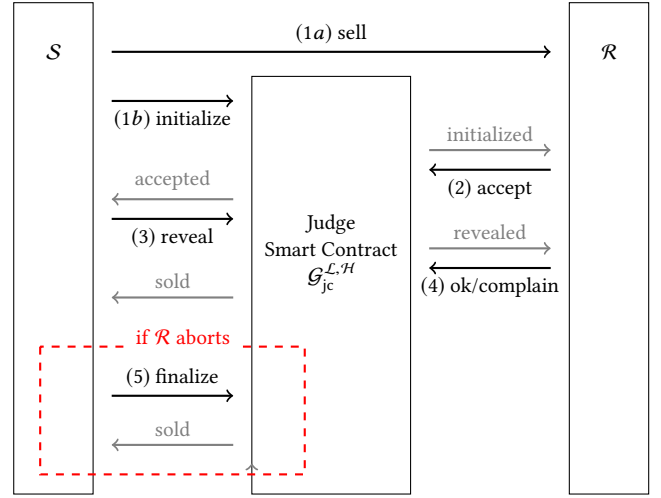 (1a) sell
S
R
(1b) initialize
initialized
accepted
(2) accept
(3) reveal
Judge
Smart Contract
G_jc^{L,H}
revealed
sold
(4) ok/complain
if R aborts
(5) finalize
sold